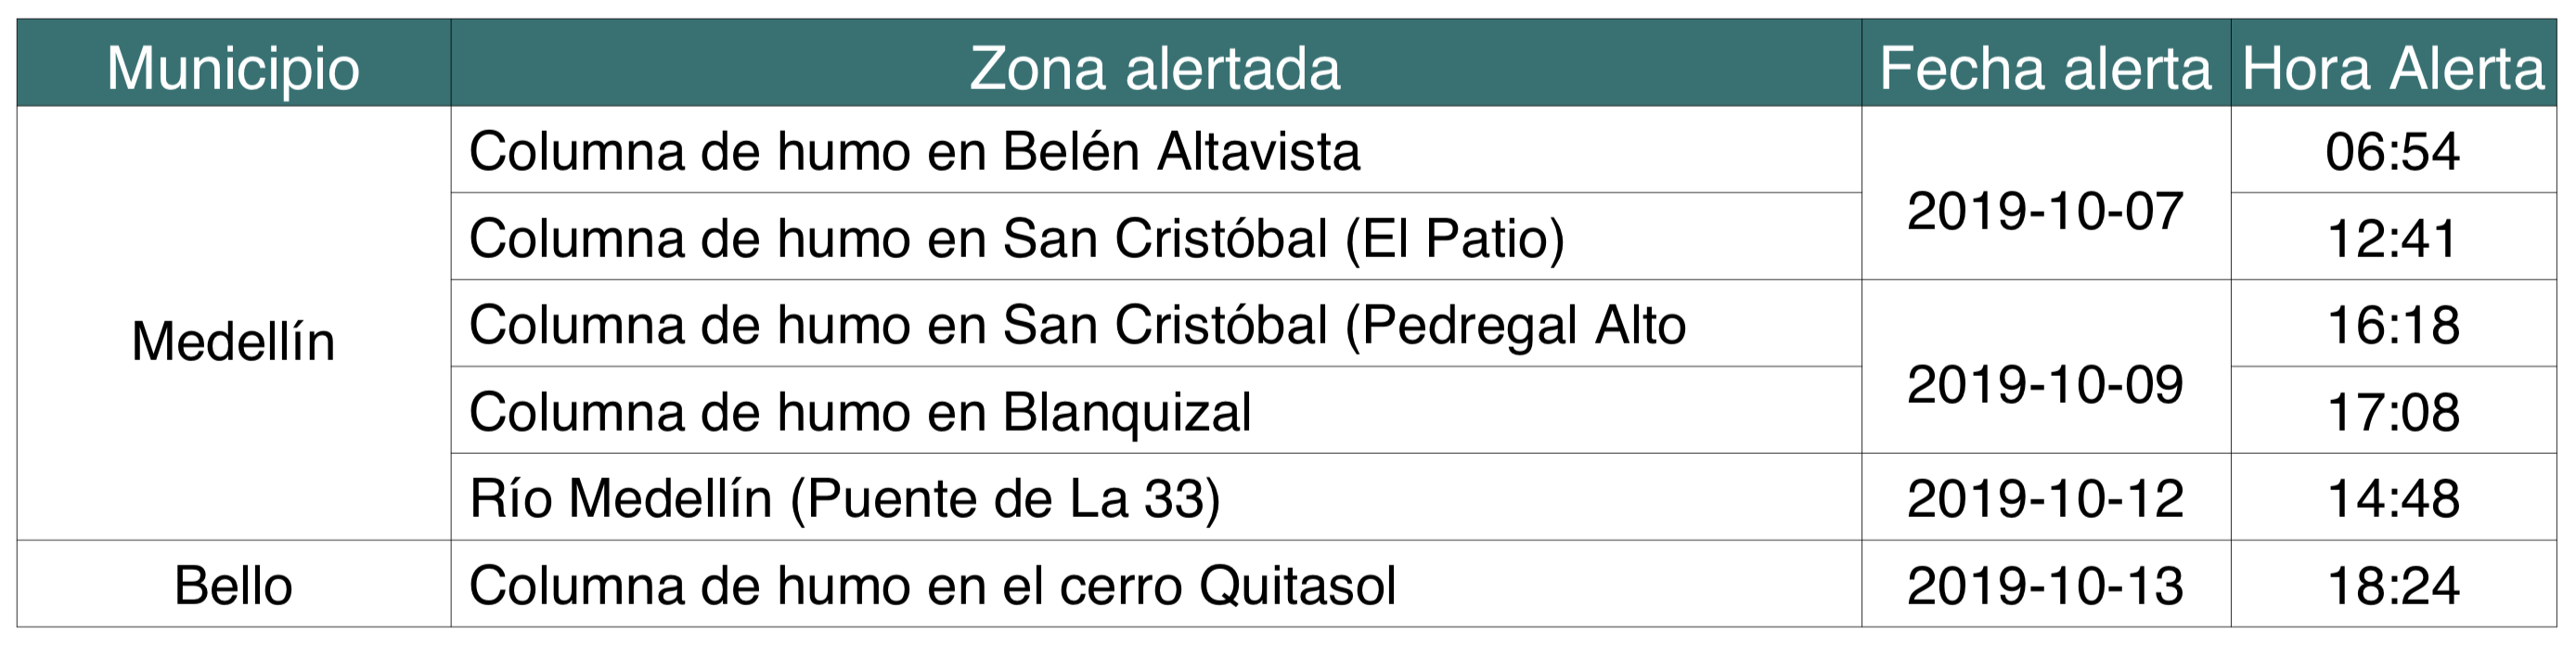 Municipio Zona alertada Fecha alerta Hora Alerta
Columna de humo en Belén Altavista 06:54
2019-10-07
Columna de humo en San Cristóbal (El Patio) 12:41
Columna de humo en San Cristóbal (Pedregal Alto 16:18
Medellín
2019-10-09
Columna de humo en Blanquizal 17:08
Río Medellín (Puente de La 33) 2019-10-12 14:48
Bello Columna de humo en el cerro Quitasol 2019-10-13 18:24